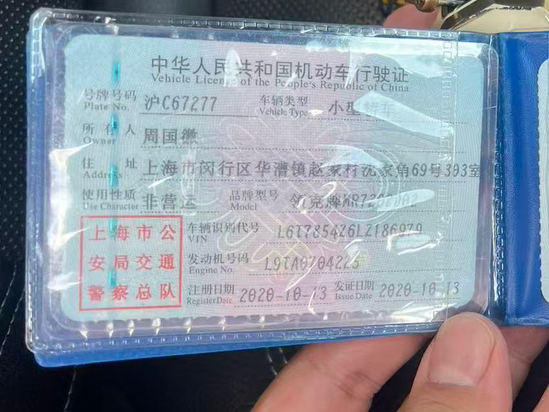 中华人民共和国机动车行驶证
Vehicle License of the People's Republic of China
号牌号码 沪C67277 车辆类型 小型轿车
Plate No. Vehicle Type
所有人 周国徽
Owner
住址 上海市闵行区华漕镇赵家村沈家角69号393室
Address
使用性质 非营运 品牌型号 领克牌
Use Character Model
上海市公
安局交通
警察总队
车辆识别代号
VIN L6T7854Z6LZ186979
发动机号码
Engine No. L9TA0704225
注册日期 2020-10-13 发证日期 2020-10-13
Register Date Issue Date